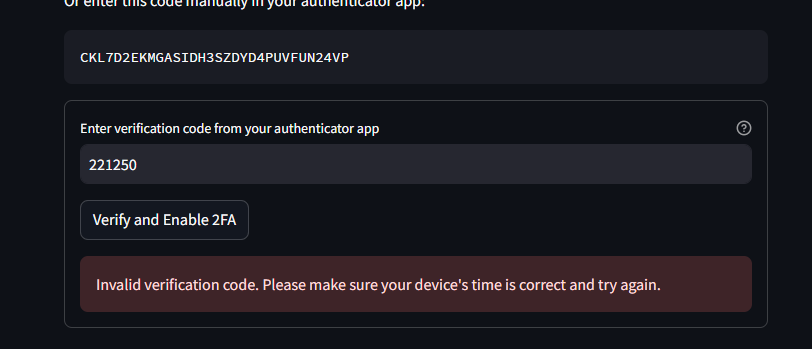 Or enter this code manually in your authenticator app:
CKL7D2EKMGASIDH3SZDYD4PUVFUN24VP
Enter verification code from your authenticator app
221250
Verify and Enable 2FA
Invalid verification code. Please make sure your device's time is correct and try again.